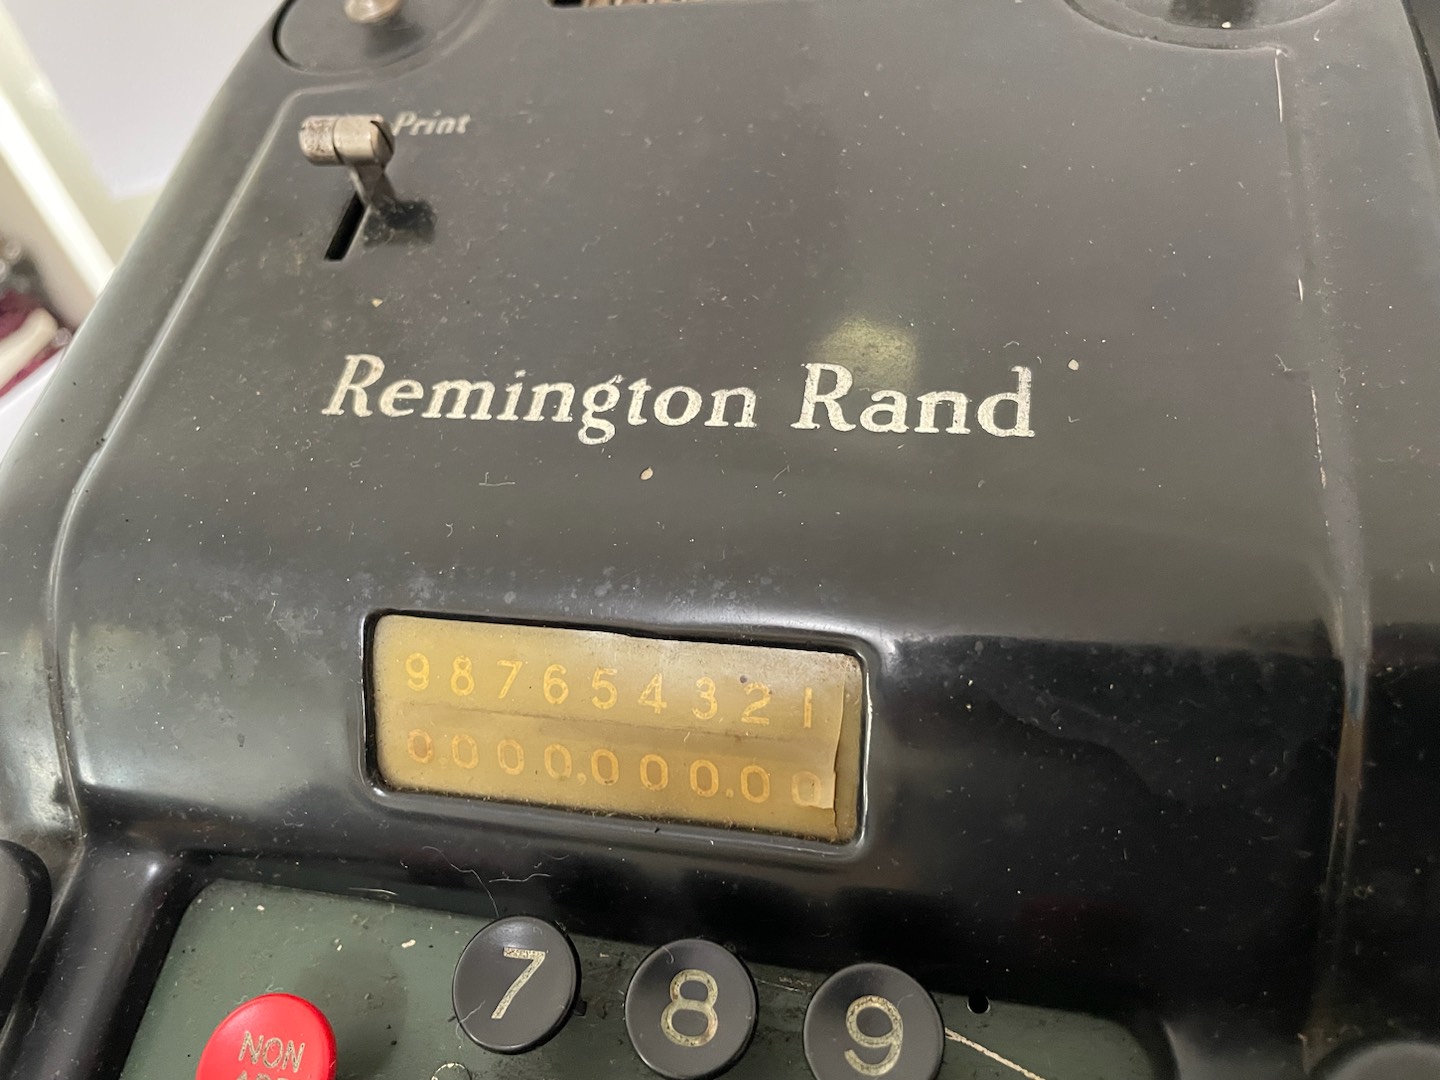 Print
Remington Rand
987654321
0.000,000.00
7 8 9
NON